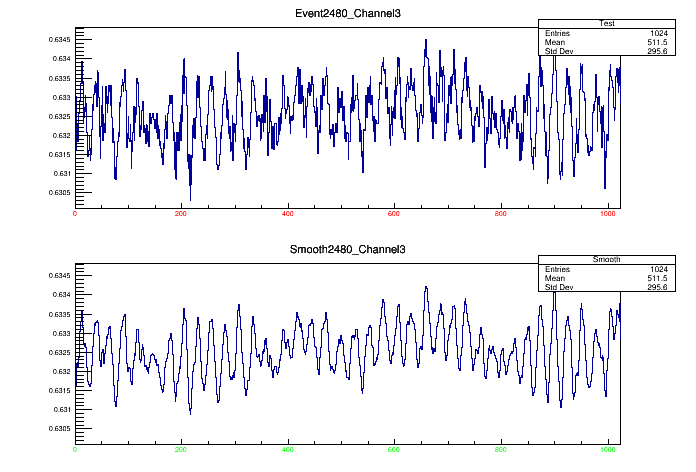 Event2480_Channel3
Test
Entries 1024
Mean 511.5
Std Dev 295.6
0.6345
0.634
0.6335
0.633
0.6325
0.632
0.6315
0.631
0.6305
0 200 400 600 800 1000
Smooth2480_Channel3
Smooth
Entries 1024
Mean 511.5
Std Dev 295.6
0.6345
0.634
0.6335
0.633
0.6325
0.632
0.6315
0.631
0.6305
0 200 400 600 800 1000